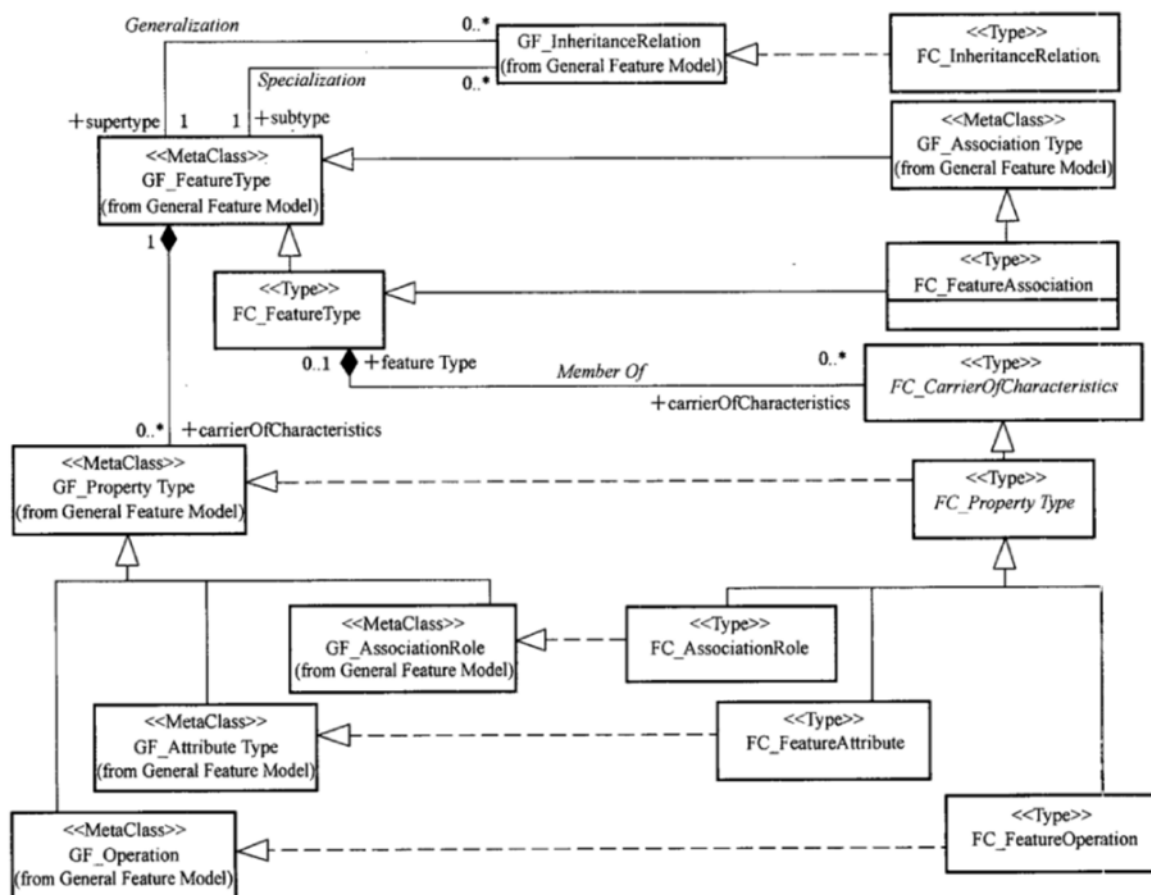 Generalization
0..*
GF_InheritanceRelation
(from General Feature Model)
<<Type>>
FC_InheritanceRelation
Specialization
0..*
+supertype
1
1
+subtype
<<MetaClass>>
GF_FeatureType
(from General Feature Model)
<<MetaClass>>
GF_Association Type
(from General Feature Model)
1
<<Type>>
FC_FeatureType
<<Type>>
FC_FeatureAssociation
0..1
+feature Type
Member Of
0..*
+carrierOfCharacteristics
<<Type>>
FC_CarrierOfCharacteristics
0..*
+carrierOfCharacteristics
<<MetaClass>>
GF_Property Type
(from General Feature Model)
<<Type>>
FC_Property Type
<<MetaClass>>
GF_AssociationRole
(from General Feature Model)
<<Type>>
FC_AssociationRole
<<MetaClass>>
GF_Attribute Type
(from General Feature Model)
<<Type>>
FC_FeatureAttribute
<<MetaClass>>
GF_Operation
(from General Feature Model)
<<Type>>
FC_FeatureOperation